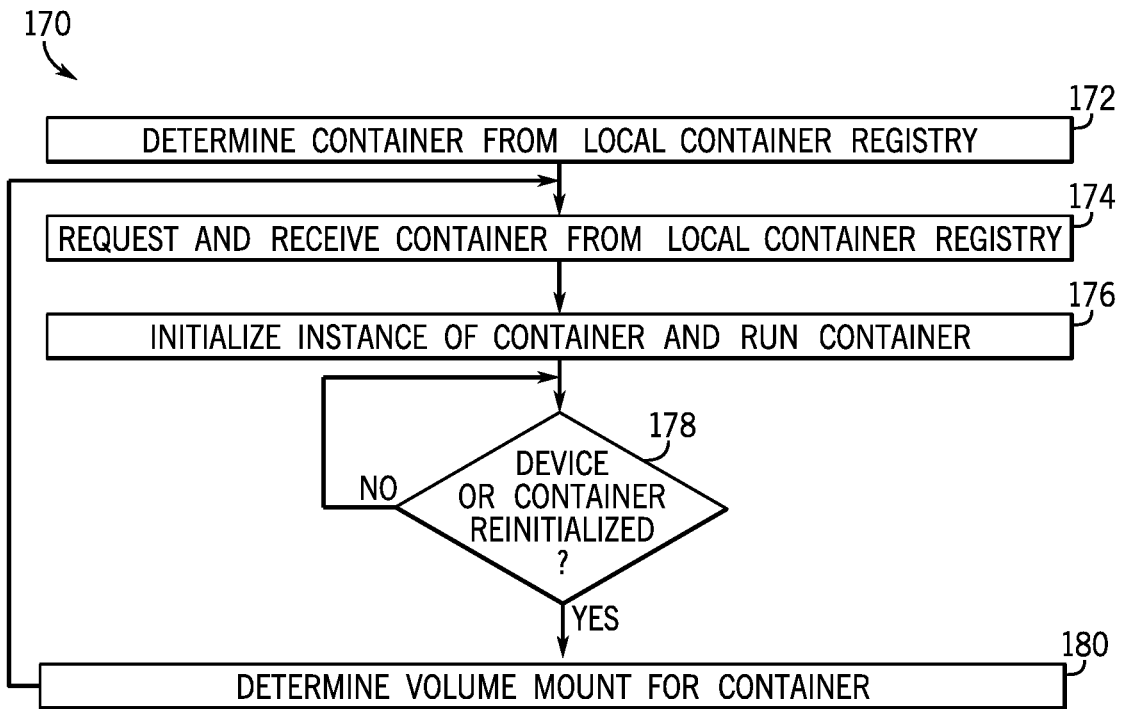 170
172
DETERMINE CONTAINER FROM LOCAL CONTAINER REGISTRY
174
REQUEST AND RECEIVE CONTAINER FROM LOCAL CONTAINER REGISTRY
176
INITIALIZE INSTANCE OF CONTAINER AND RUN CONTAINER
178
DEVICE
OR CONTAINER
REINITIALIZED
?
NO
YES
180
DETERMINE VOLUME MOUNT FOR CONTAINER